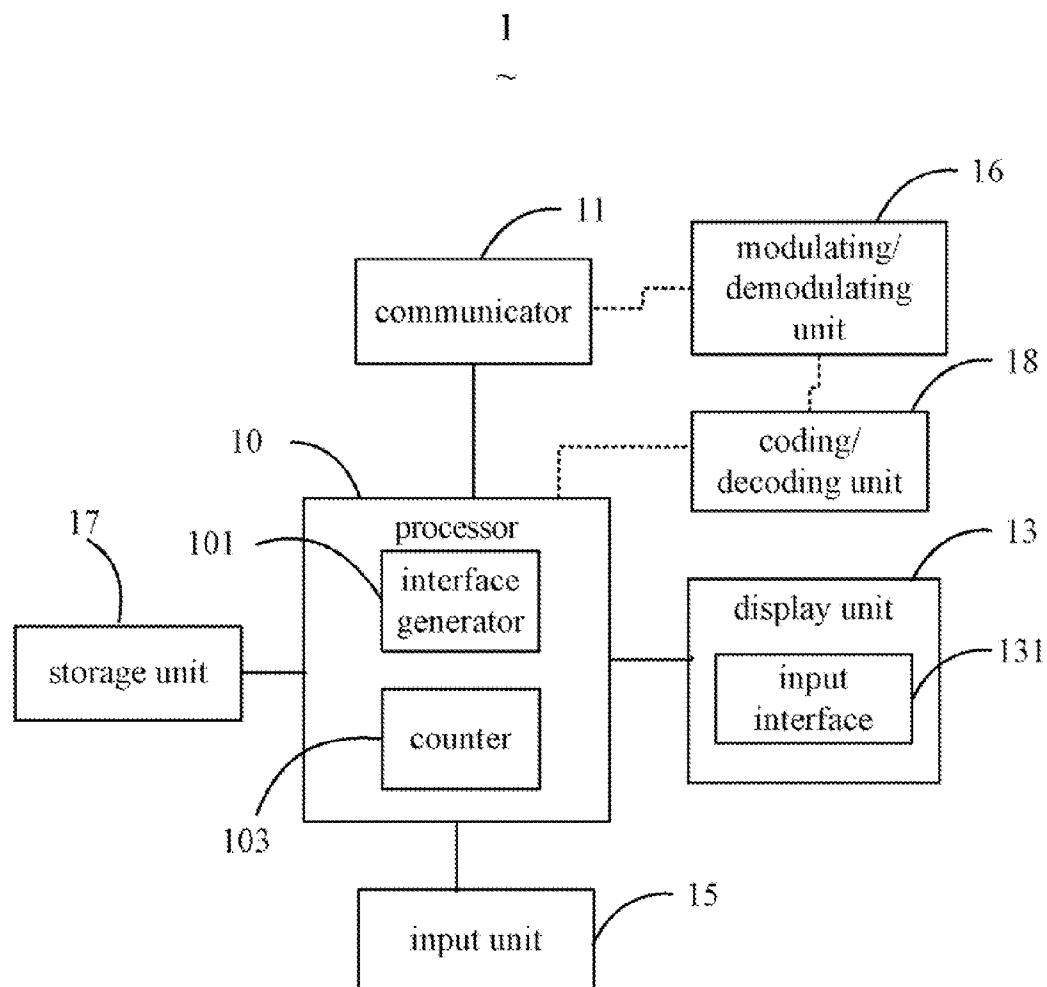 1
~
16
11
modulating/
demodulating
unit
communicator
18
10
coding/
decoding unit
17
processor
13
101
interface
generator
display unit
storage unit
131
input
interface
counter
103
15
input unit